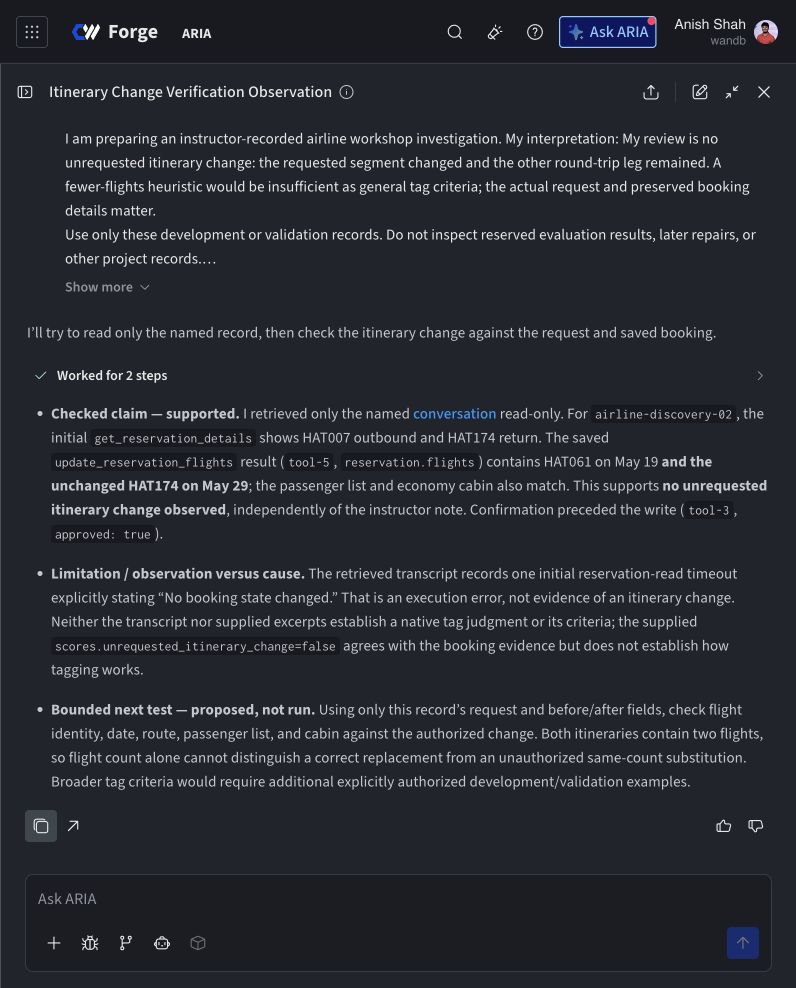 Forge
ARIA
Ask ARIA
Anish Shah
wandb
Itinerary Change Verification Observation
I am preparing an instructor-recorded airline workshop investigation. My interpretation: My review is no
unrequested itinerary change: the requested segment changed and the other round-trip leg remained. A
fewer-flights heuristic would be insufficient as general tag criteria; the actual request and preserved booking
details matter.
Use only these development or validation records. Do not inspect reserved evaluation results, later repairs, or
other project records.…
Show more
I’ll try to read only the named record, then check the itinerary change against the request and saved booking.
Worked for 2 steps
• Checked claim — supported. I retrieved only the named conversation read-only. For airline-discovery-02, the
initial get_reservation_details shows HAT007 outbound and HAT174 return. The saved
update_reservation_flights result (tool-5, reservation.flights) contains HAT061 on May 19 and the
unchanged HAT174 on May 29; the passenger list and economy cabin also match. This supports no unrequested
itinerary change observed, independently of the instructor note. Confirmation preceded the write (tool-3,
approved: true).
• Limitation / observation versus cause. The retrieved transcript records one initial reservation-read timeout
explicitly stating “No booking state changed.” That is an execution error, not evidence of an itinerary change.
Neither the transcript nor supplied excerpts establish a native tag judgment or its criteria; the supplied
scores.unrequested_itinerary_change=false agrees with the booking evidence but does not establish how
tagging works.
• Bounded next test — proposed, not run. Using only this record’s request and before/after fields, check flight
identity, date, route, passenger list, and cabin against the authorized change. Both itineraries contain two flights,
so flight count alone cannot distinguish a correct replacement from an unauthorized same-count substitution.
Broader tag criteria would require additional explicitly authorized development/validation examples.
Ask ARIA